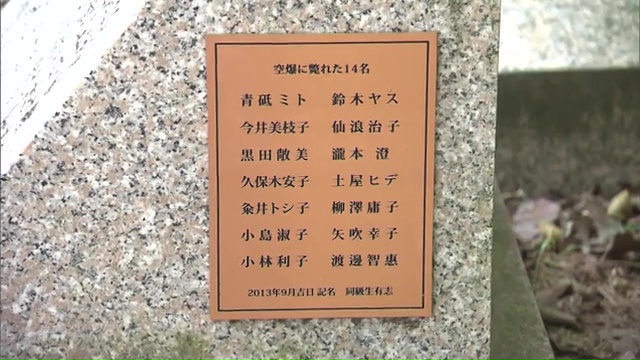 空爆に斃れた14名
青砥ミト 鈴木ヤス
今井美枝子 仙浪治子
黒田敞美 瀧本澄
久保木安子 土屋ヒデ
粂井トシ子 柳澤庸子
小島淑子 矢吹幸子
小林利子 渡邊智惠
2013年9月吉日記名 同級生有志